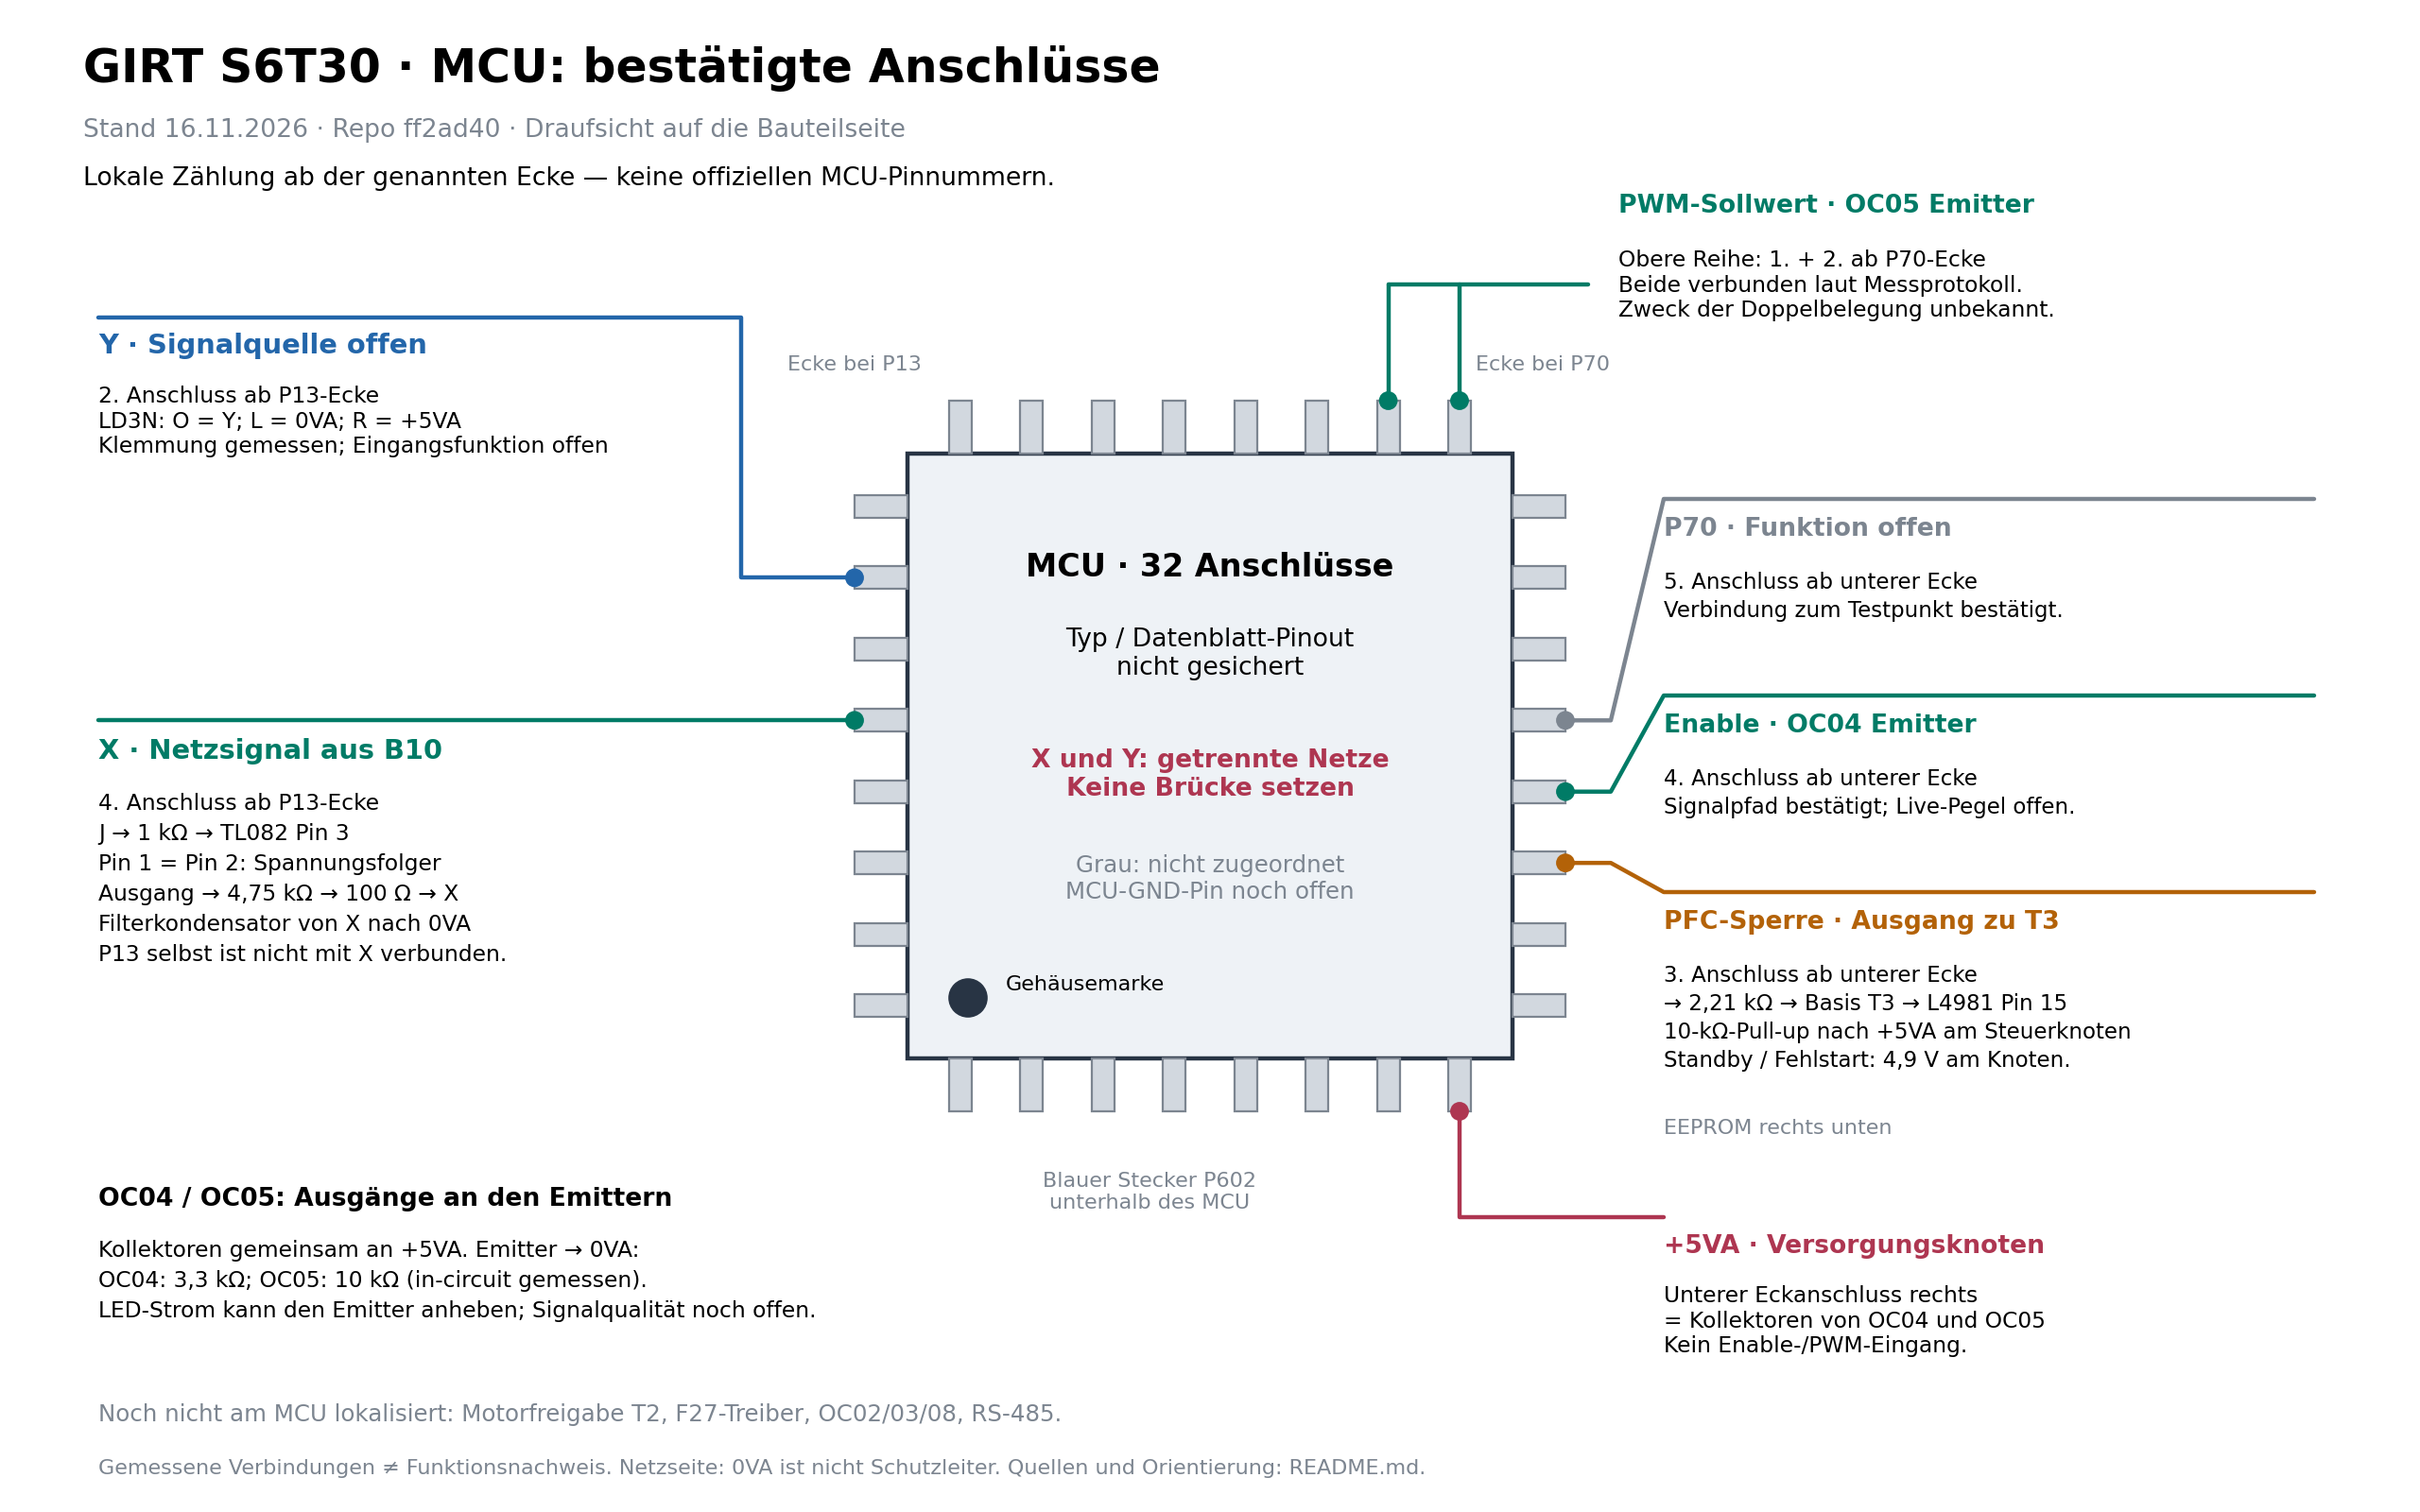 GIRT S6T30 · MCU: bestätigte Anschlüsse
Stand 16.11.2026 · Repo ff2ad40 · Draufsicht auf die Bauteilseite
Lokale Zählung ab der genannten Ecke — keine offiziellen MCU-Pinnummern.
PWM-Sollwert · OC05 Emitter
Obere Reihe: 1. + 2. ab P70-Ecke
Beide verbunden laut Messprotokoll.
Zweck der Doppelbelegung unbekannt.
Y · Signalquelle offen
2. Anschluss ab P13-Ecke
LD3N: O = Y; L = 0VA; R = +5VA
Klemmung gemessen; Eingangsfunktion offen
Ecke bei P13
Ecke bei P70
MCU · 32 Anschlüsse
Typ / Datenblatt-Pinout
nicht gesichert
X und Y: getrennte Netze
Keine Brücke setzen
Grau: nicht zugeordnet
MCU-GND-Pin noch offen
Gehäusemarke
P70 · Funktion offen
5. Anschluss ab unterer Ecke
Verbindung zum Testpunkt bestätigt.
Enable · OC04 Emitter
4. Anschluss ab unterer Ecke
Signalpfad bestätigt; Live-Pegel offen.
X · Netzsignal aus B10
4. Anschluss ab P13-Ecke
J → 1 kΩ → TL082 Pin 3
Pin 1 = Pin 2: Spannungsfolger
Ausgang → 4,75 kΩ → 100 Ω → X
Filterkondensator von X nach 0VA
P13 selbst ist nicht mit X verbunden.
PFC-Sperre · Ausgang zu T3
3. Anschluss ab unterer Ecke
→ 2,21 kΩ → Basis T3 → L4981 Pin 15
10-kΩ-Pull-up nach +5VA am Steuerknoten
Standby / Fehlstart: 4,9 V am Knoten.
EEPROM rechts unten
Blauer Stecker P602
unterhalb des MCU
OC04 / OC05: Ausgänge an den Emittern
Kollektoren gemeinsam an +5VA. Emitter → 0VA:
OC04: 3,3 kΩ; OC05: 10 kΩ (in-circuit gemessen).
LED-Strom kann den Emitter anheben; Signalqualität noch offen.
+5VA · Versorgungsknoten
Unterer Eckanschluss rechts
= Kollektoren von OC04 und OC05
Kein Enable-/PWM-Eingang.
Noch nicht am MCU lokalisiert: Motorfreigabe T2, F27-Treiber, OC02/03/08, RS-485.
Gemessene Verbindungen ≠ Funktionsnachweis. Netzseite: 0VA ist nicht Schutzleiter. Quellen und Orientierung: README.md.